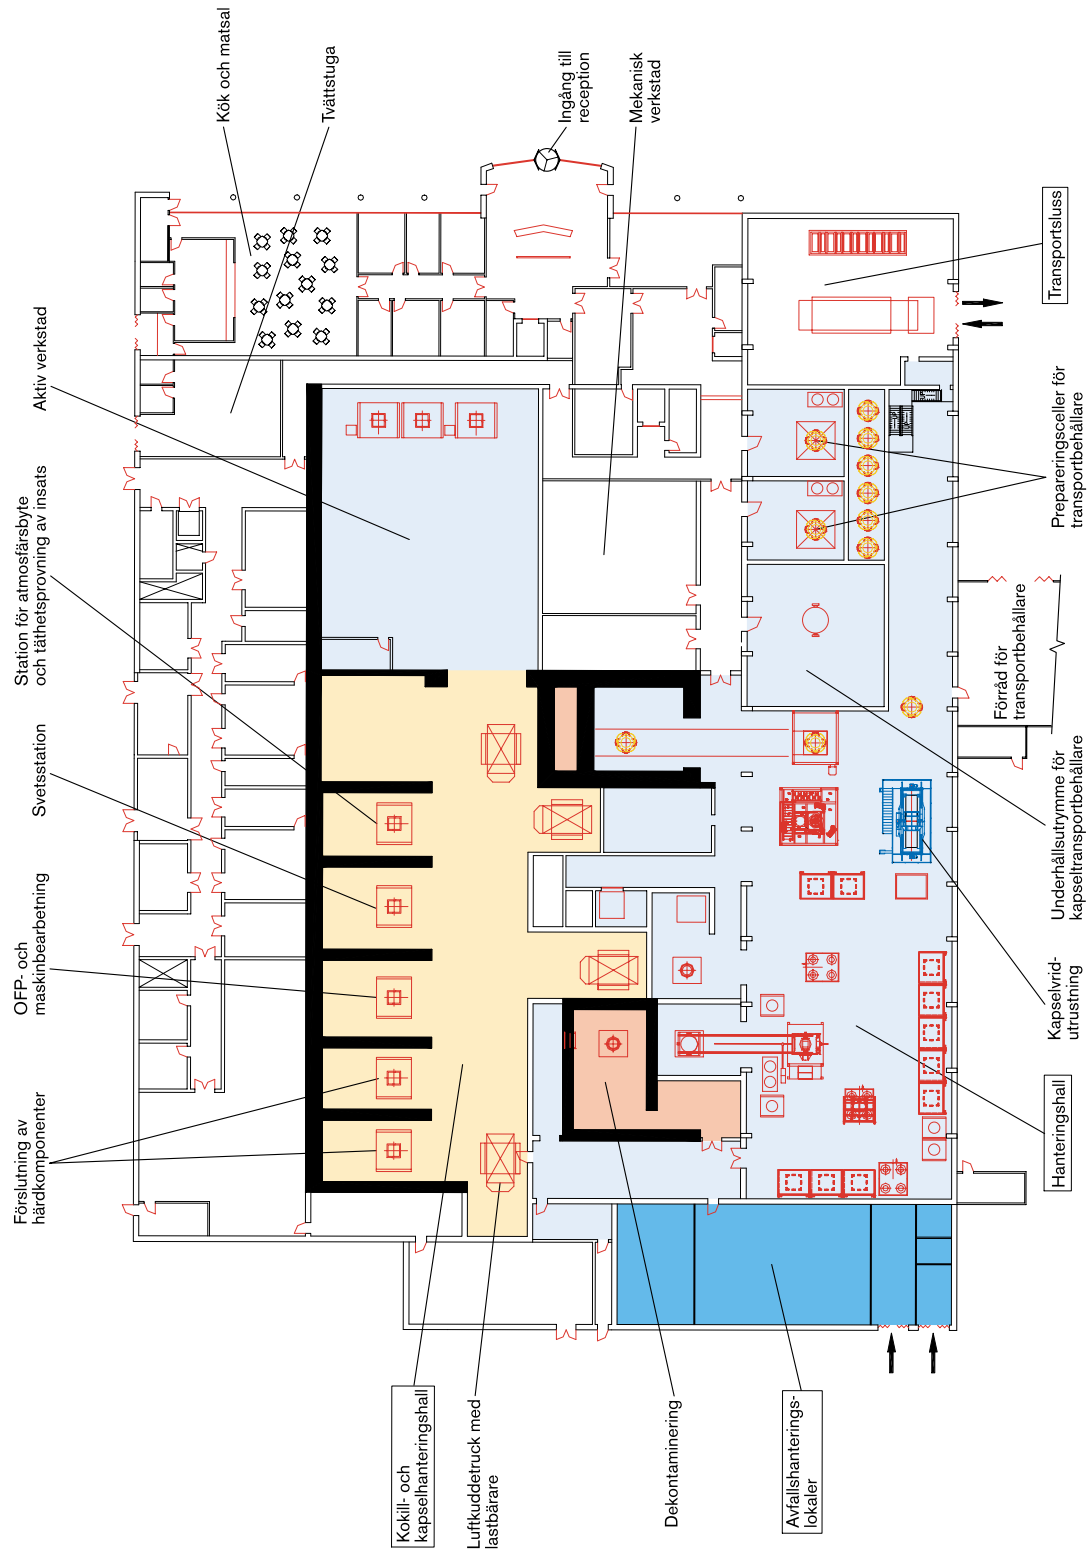 Förslutning av
härdkomponenter
OFP- och
maskinbearbetning
Svetsstation
Station för atmosfärsbyte
och täthetsprovning av insats
Aktiv verkstad
Kök och matsal
Tvättstuga
Ingång till
reception
Mekanisk
verkstad
Kokill- och
kapselhanteringshall
Luftkuddetruck med
lastbärare
Dekontaminering
Avfallshanterings-
lokaler
Hanteringshall
Kapselvrid-
utrustning
Underhållsutrymme för
kapseltransportbehållare
Förråd för
transportbehållare
Prepareringsceller för
transportbehållare
Transportsluss